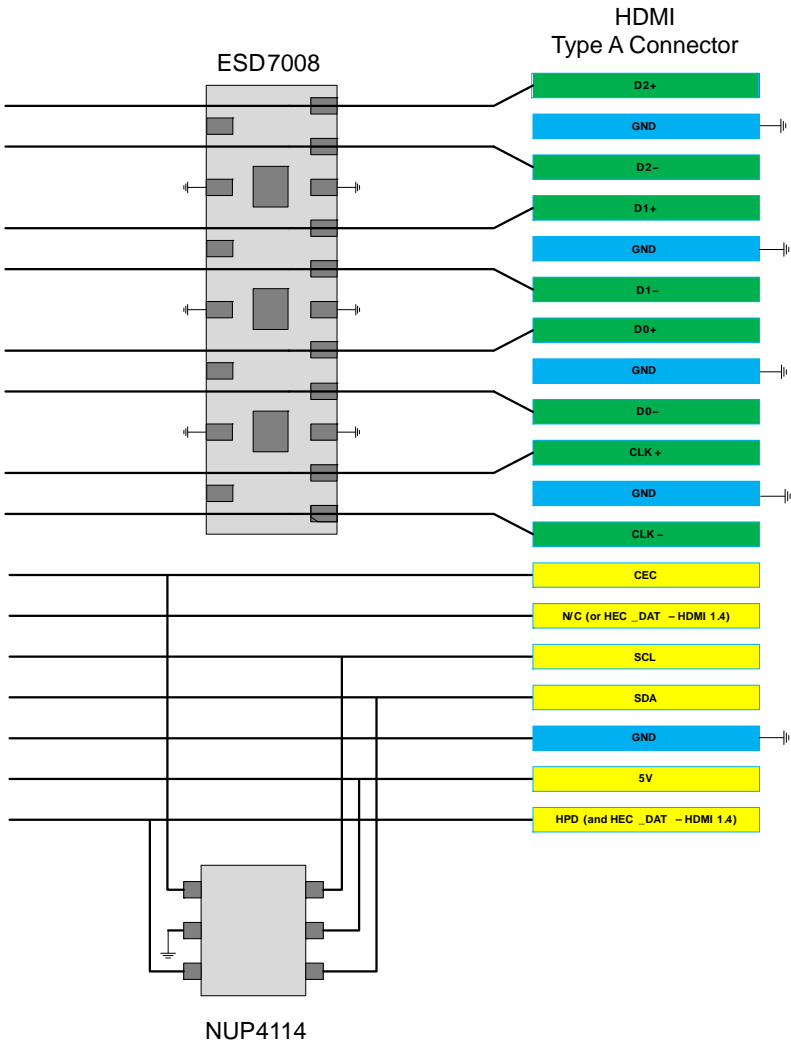 HDMI
Type A Connector
ESD7008
D2+
GND
D2–
D1+
GND
D1–
D0+
GND
D0–
CLK +
GND
CLK –
CEC
N/C (or HEC _DAT – HDMI 1.4)
SCL
SDA
GND
5V
HPD (and HEC _DAT – HDMI 1.4)
NUP4114